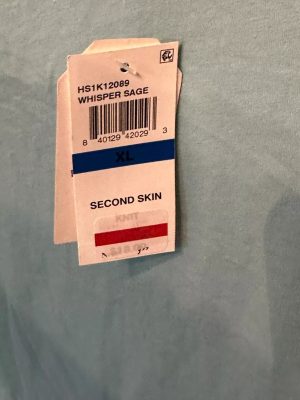 HS1K12089
WHISPER SAGE
8 40129 42029 3
XL
SECOND SKIN
KNIT